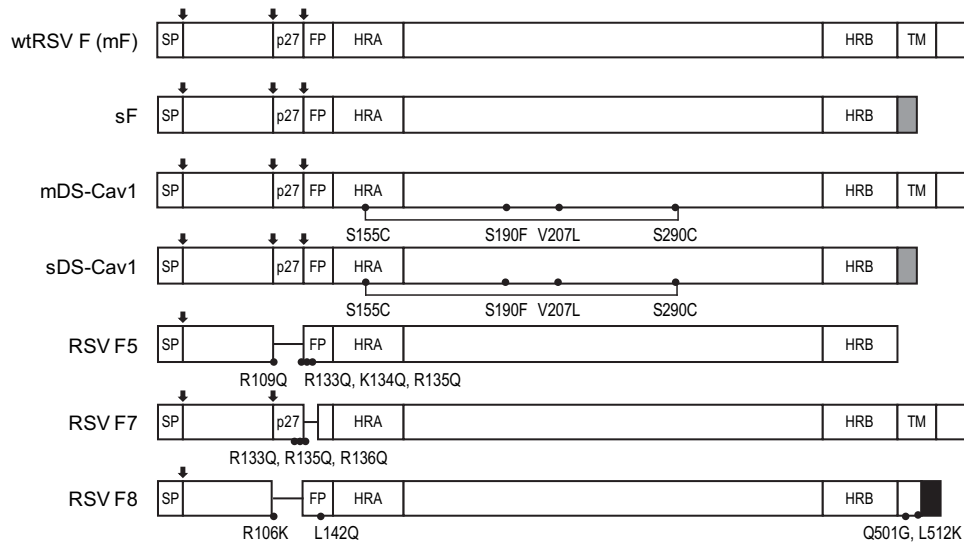 wtRSV F (mF) SP p27 FP HRA HRB TM
sF SP p27 FP HRA HRB
mDS-Cav1 SP p27 FP HRA HRB TM
S155C S190F V207L S290C
sDS-Cav1 SP p27 FP HRA HRB
S155C S190F V207L S290C
RSV F5 SP FP HRA HRB
R109Q R133Q, K134Q, R135Q
RSV F7 SP p27 HRA HRB TM
R133Q, R135Q, R136Q
RSV F8 SP FP HRA HRB
R106K L142Q Q501G, L512K